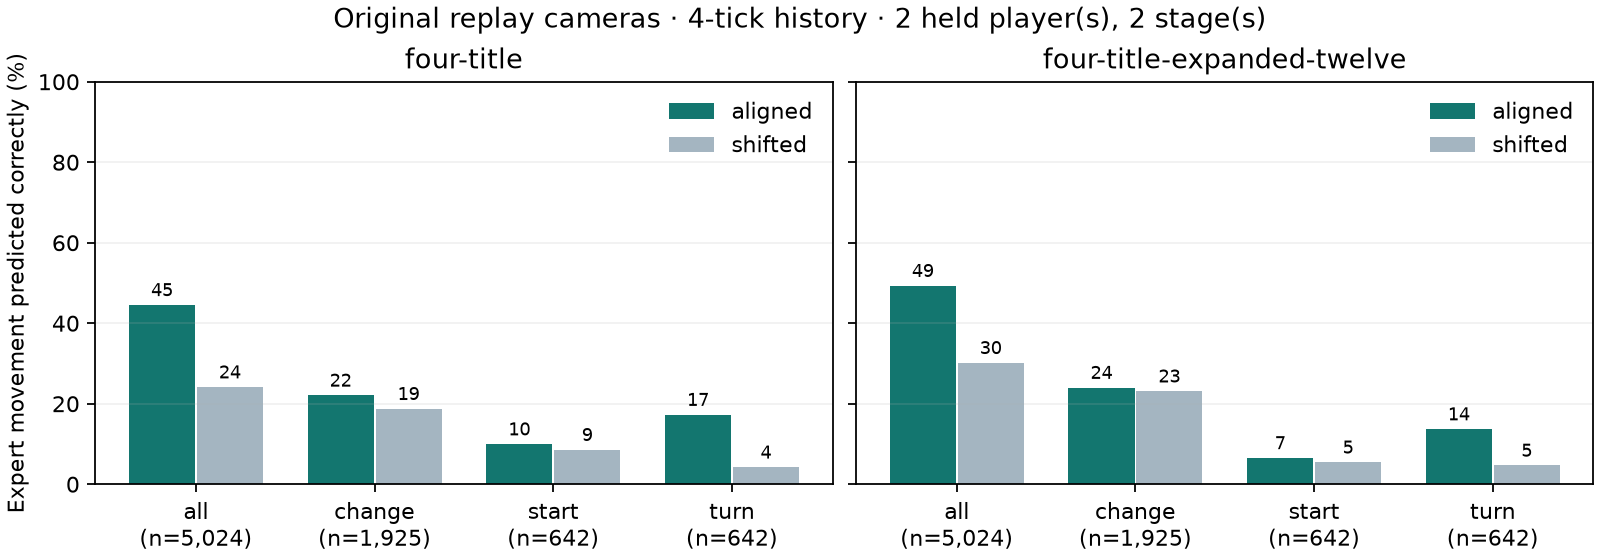 Original replay cameras · 4-tick history · 2 held player(s), 2 stage(s)
four-title
Expert movement predicted correctly (%)
100
80
60
40
20
0
aligned
shifted
45
24
22
19
10
9
17
4
all
(n=5,024)
change
(n=1,925)
start
(n=642)
turn
(n=642)
four-title-expanded-twelve
aligned
shifted
49
30
24
23
7
5
14
5
all
(n=5,024)
change
(n=1,925)
start
(n=642)
turn
(n=642)